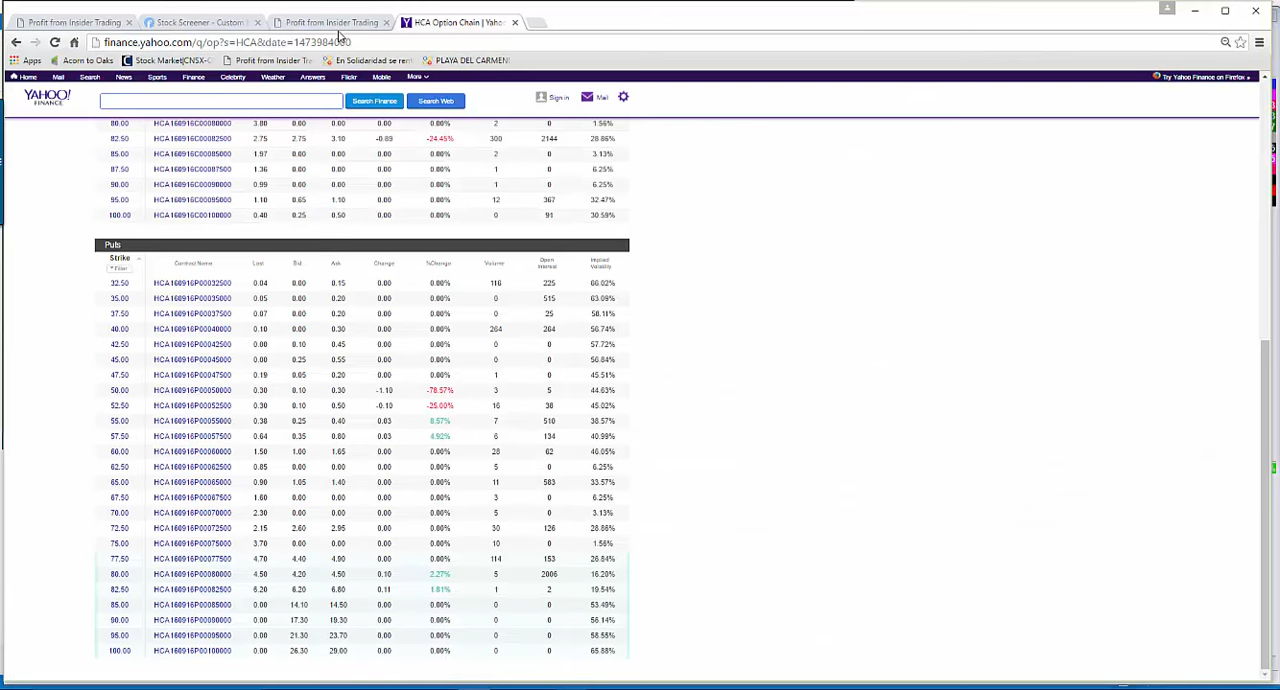 Profit from Insider Trading × Stock Screener - Custom × Profit from Insider Trading × HCA Option Chain | Yaho ×
finance.yahoo.com/q/op?s=HCA&date=1473984000
Apps Acorn to Oaks Stock Market|CNSX-C Profit from Insider Tra En Solidaridad se rent PLAYA DEL CARMEN:
Home Mail Search News Sports Finance Celebrity Weather Answers Flickr Mobile More Try Yahoo Finance on Firefox »
YAHOO! FINANCE Search Finance Search Web Sign in Mail
80.00 HCA160916C00080000 3.80 0.00 0.00 0.00 0.00% 2 0 1.56%
82.50 HCA160916C00082500 2.75 2.75 3.10 -0.89 -24.45% 300 2144 28.86%
85.00 HCA160916C00085000 1.97 0.00 0.00 0.00 0.00% 2 0 3.13%
87.50 HCA160916C00087500 1.36 0.00 0.00 0.00 0.00% 1 0 6.25%
90.00 HCA160916C00090000 0.99 0.00 0.00 0.00 0.00% 1 0 6.25%
95.00 HCA160916C00095000 1.10 0.65 1.10 0.00 0.00% 12 367 32.47%
100.00 HCA160916C00100000 0.40 0.25 0.50 0.00 0.00% 0 91 30.59%
Puts
Strike Contract Name Last Bid Ask Change %Change Volume Open Interest Implied Volatility
Filter
32.50 HCA160916P00032500 0.04 0.00 0.15 0.00 0.00% 116 225 66.02%
35.00 HCA160916P00035000 0.05 0.00 0.20 0.00 0.00% 0 515 63.09%
37.50 HCA160916P00037500 0.07 0.00 0.20 0.00 0.00% 0 25 58.11%
40.00 HCA160916P00040000 0.10 0.00 0.30 0.00 0.00% 264 264 56.74%
42.50 HCA160916P00042500 0.00 0.10 0.45 0.00 0.00% 0 0 57.72%
45.00 HCA160916P00045000 0.00 0.25 0.55 0.00 0.00% 0 0 56.84%
47.50 HCA160916P00047500 0.19 0.05 0.20 0.00 0.00% 1 0 45.51%
50.00 HCA160916P00050000 0.30 0.10 0.30 -1.10 -78.57% 3 5 44.63%
52.50 HCA160916P00052500 0.30 0.10 0.50 -0.10 -25.00% 16 38 45.02%
55.00 HCA160916P00055000 0.38 0.25 0.40 0.03 8.57% 7 510 38.57%
57.50 HCA160916P00057500 0.64 0.35 0.80 0.03 4.92% 6 134 40.99%
60.00 HCA160916P00060000 1.50 1.00 1.65 0.00 0.00% 28 62 46.05%
62.50 HCA160916P00062500 0.85 0.00 0.00 0.00 0.00% 5 0 6.25%
65.00 HCA160916P00065000 0.90 1.05 1.40 0.00 0.00% 11 583 33.57%
67.50 HCA160916P00067500 1.60 0.00 0.00 0.00 0.00% 3 0 6.25%
70.00 HCA160916P00070000 2.30 0.00 0.00 0.00 0.00% 5 0 3.13%
72.50 HCA160916P00072500 2.15 2.60 2.95 0.00 0.00% 30 126 28.86%
75.00 HCA160916P00075000 3.70 0.00 0.00 0.00 0.00% 10 0 1.56%
77.50 HCA160916P00077500 4.70 4.40 4.90 0.00 0.00% 114 153 26.84%
80.00 HCA160916P00080000 4.50 4.20 4.50 0.10 2.27% 5 2006 16.20%
82.50 HCA160916P00082500 6.20 6.20 6.80 0.11 1.81% 1 2 19.54%
85.00 HCA160916P00085000 0.00 14.10 14.50 0.00 0.00% 0 0 53.49%
90.00 HCA160916P00090000 0.00 17.30 19.30 0.00 0.00% 0 0 56.14%
95.00 HCA160916P00095000 0.00 21.30 23.70 0.00 0.00% 0 0 58.55%
100.00 HCA160916P00100000 0.00 26.30 29.00 0.00 0.00% 0 0 65.88%